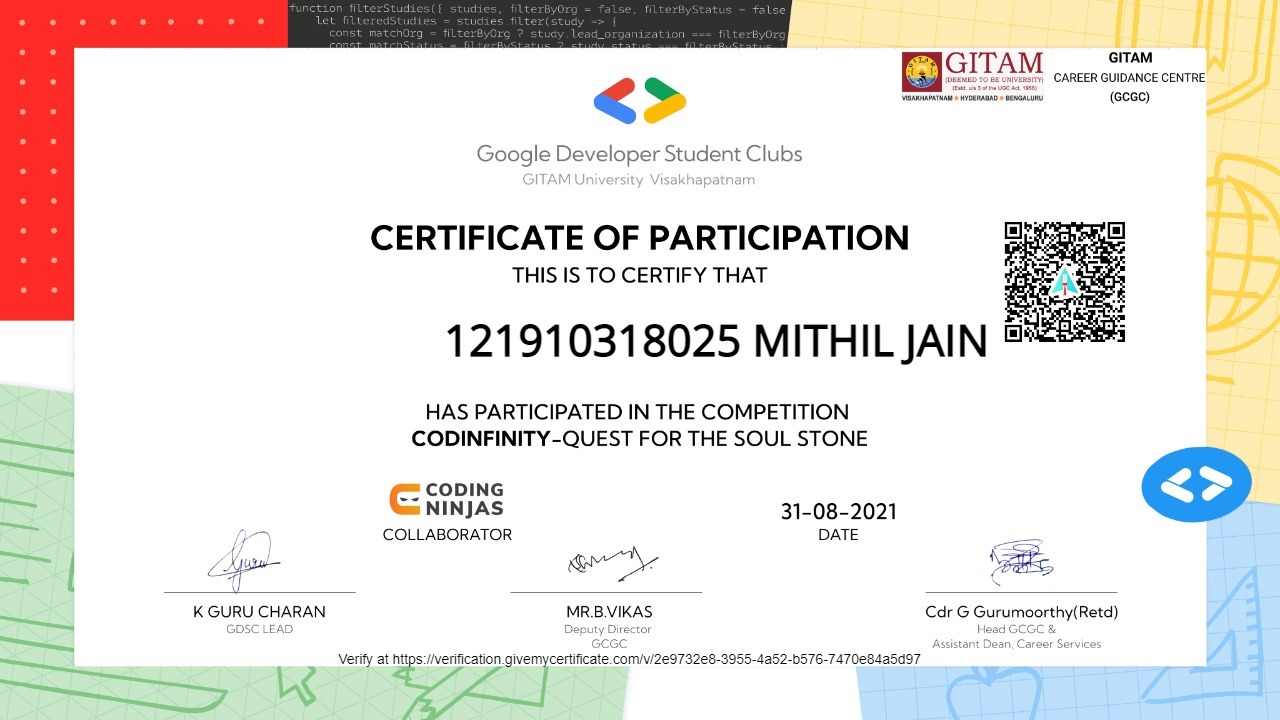 function filterStudies({ studies, filterByOrg = false, filterByStatus = false
let filteredStudies = studies.filter(study => {
const matchOrg = filterByOrg ? study.lead_organization === filterByOrg
const matchStatus = filterByStatus ? study.status === filterByStatus
GITAM
(DEEMED TO BE UNIVERSITY)
(Estd. u/s 3 of the UGC Act, 1956)
VISAKHAPATNAM ★ HYDERABAD ★ BENGALURU
GITAM
CAREER GUIDANCE CENTRE
(GCGC)
Google Developer Student Clubs
GITAM University Visakhapatnam
CERTIFICATE OF PARTICIPATION
THIS IS TO CERTIFY THAT
121910318025 MITHIL JAIN
HAS PARTICIPATED IN THE COMPETITION
CODINFINITY-QUEST FOR THE SOUL STONE
CODING
NINJAS
COLLABORATOR
31-08-2021
DATE
K GURU CHARAN
GDSC LEAD
MR.B.VIKAS
Deputy Director
GCGC
Cdr G Gurumoorthy(Retd)
Head GCGC &
Assistant Dean, Career Services
Verify at https://verification.givemycertificate.com/v/2e9732e8-3955-4a52-b576-7470e84a5d97